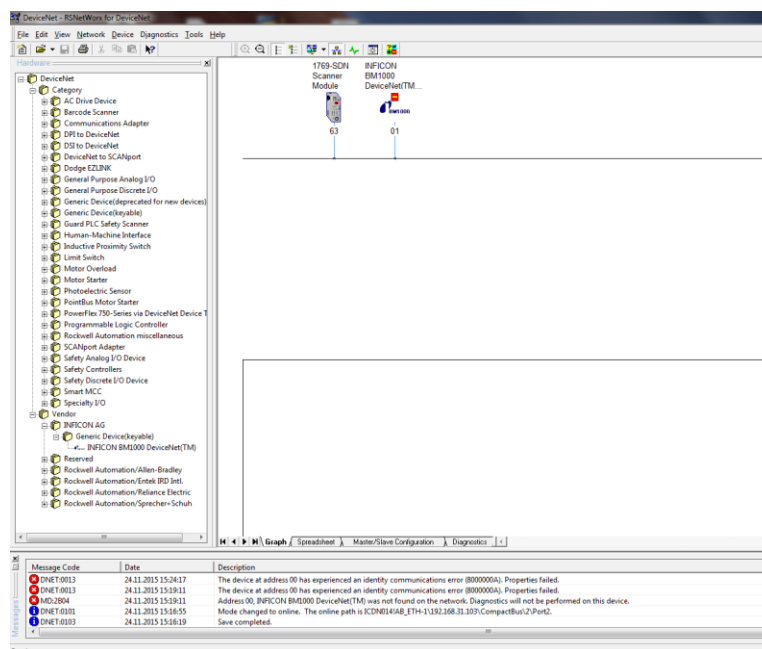 DeviceNet - RSNetWorx for DeviceNet
File Edit View Network Device Diagnostics Tools Help
Hardware
DeviceNet
Category
AC Drive Device
Barcode Scanner
Communications Adapter
DPI to DeviceNet
DSI to DeviceNet
DeviceNet to SCANport
Dodge EZLINK
General Purpose Analog I/O
General Purpose Discrete I/O
Generic Device(deprecated for new devices)
Generic Device(keyable)
Guard PLC Safety Scanner
Human-Machine Interface
Inductive Proximity Switch
Limit Switch
Motor Overload
Motor Starter
Photoelectric Sensor
PointBus Motor Starter
PowerFlex 750-Series via DeviceNet Device T
Programmable Logic Controller
Rockwell Automation miscellaneous
SCANport Adapter
Safety Analog I/O Device
Safety Controllers
Safety Discrete I/O Device
Smart MCC
Specialty I/O
Vendor
INFICON AG
Generic Device(keyable)
INFICON BM1000 DeviceNet(TM)
Reserved
Rockwell Automation/Allen-Bradley
Rockwell Automation/Entek IRD Intl.
Rockwell Automation/Reliance Electric
Rockwell Automation/Sprecher+Schuh
1769-SDN
Scanner
Module
63
INFICON
BM1000
DeviceNet(TM...
BM1000
01
Graph Spreadsheet Master/Slave Configuration Diagnostics
Messages
Message Code Date Description
DNET:0013 24.11.2015 15:24:17 The device at address 00 has experienced an identity communications error (8000000A). Properties failed.
DNET:0013 24.11.2015 15:19:11 The device at address 00 has experienced an identity communications error (8000000A). Properties failed.
MD:2B04 24.11.2015 15:19:11 Address 00, INFICON BM1000 DeviceNet(TM) was not found on the network. Diagnostics will not be performed on this device.
DNET:0101 24.11.2015 15:16:55 Mode changed to online. The online path is ICDN014!AB_ETH-1\192.168.31.103\CompactBus\2\Port2.
DNET:0103 24.11.2015 15:16:19 Save completed.